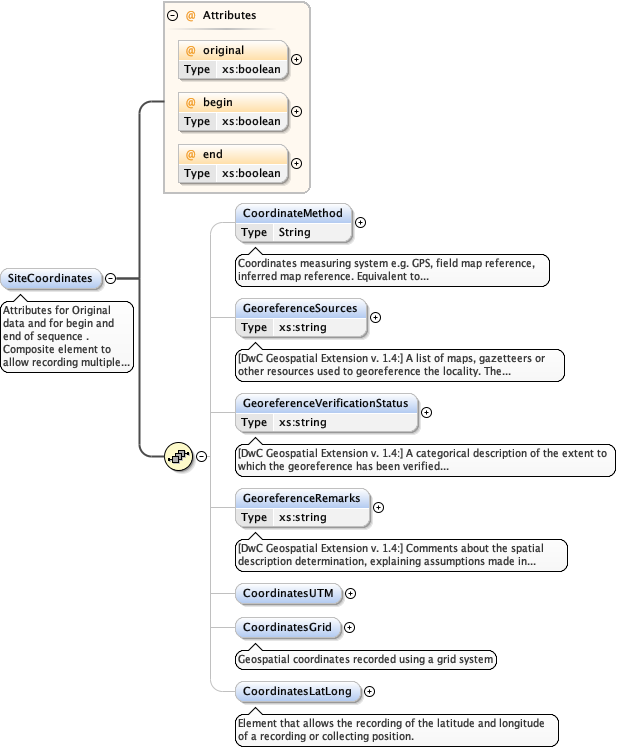 @ Attributes
@ original
Type xs:boolean
@ begin
Type xs:boolean
@ end
Type xs:boolean
SiteCoordinates
Attributes for Original
data and for begin and
end of sequence .
Composite element to
allow recording multiple...
CoordinateMethod
Type String
Coordinates measuring system e.g. GPS, field map reference,
inferred map reference. Equivalent to...
GeoreferenceSources
Type xs:string
[DwC Geospatial Extension v. 1.4:] A list of maps, gazetteers or
other resources used to georeference the locality. The...
GeoreferenceVerificationStatus
Type xs:string
[DwC Geospatial Extension v. 1.4:] A categorical description of the extent to
which the georeference has been verified...
GeoreferenceRemarks
Type xs:string
[DwC Geospatial Extension v. 1.4:] Comments about the spatial
description determination, explaining assumptions made in...
CoordinatesUTM
CoordinatesGrid
Geospatial coordinates recorded using a grid system
CoordinatesLatLong
Element that allows the recording of the latitude and longitude
of a recording or collecting position.